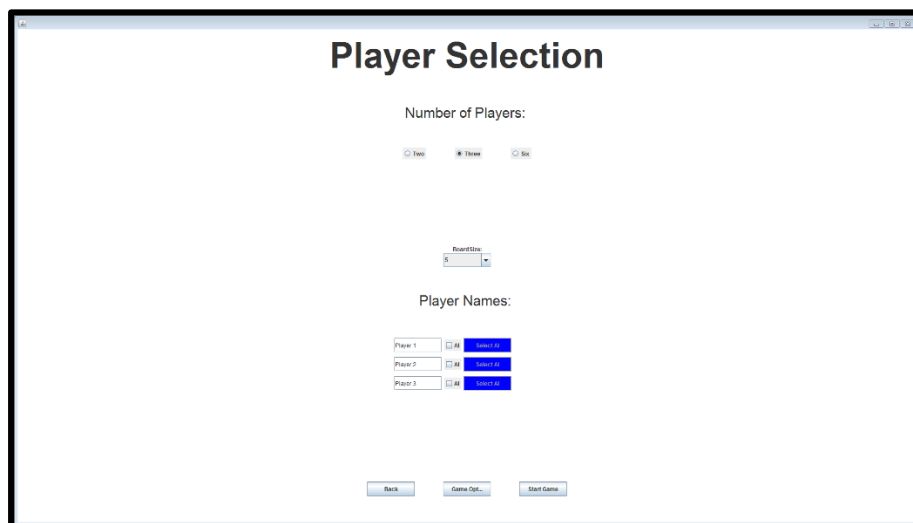 Player Selection
Number of Players:
Two Three Six
BoardSize:
5
Player Names:
Player 1 AI Select AI
Player 2 AI Select AI
Player 3 AI Select AI
Back Game Opt... Start Game